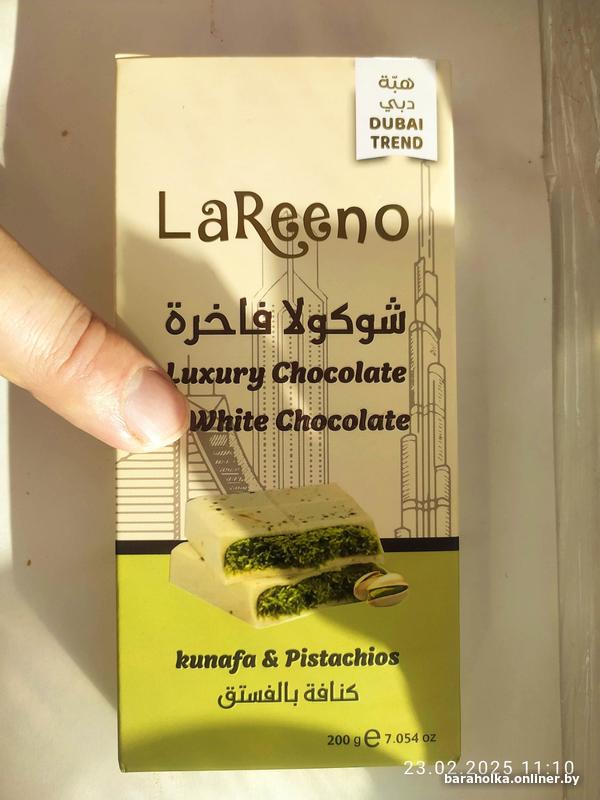 هبّة
دبي
DUBAI
TREND
LaReeno
شوكولا فاخرة
Luxury Chocolate
White Chocolate
kunafa & Pistachios
كنافة بالفستق
200 g e 7.054 oz
23.02.2025 11:10
baraholka.onliner.by